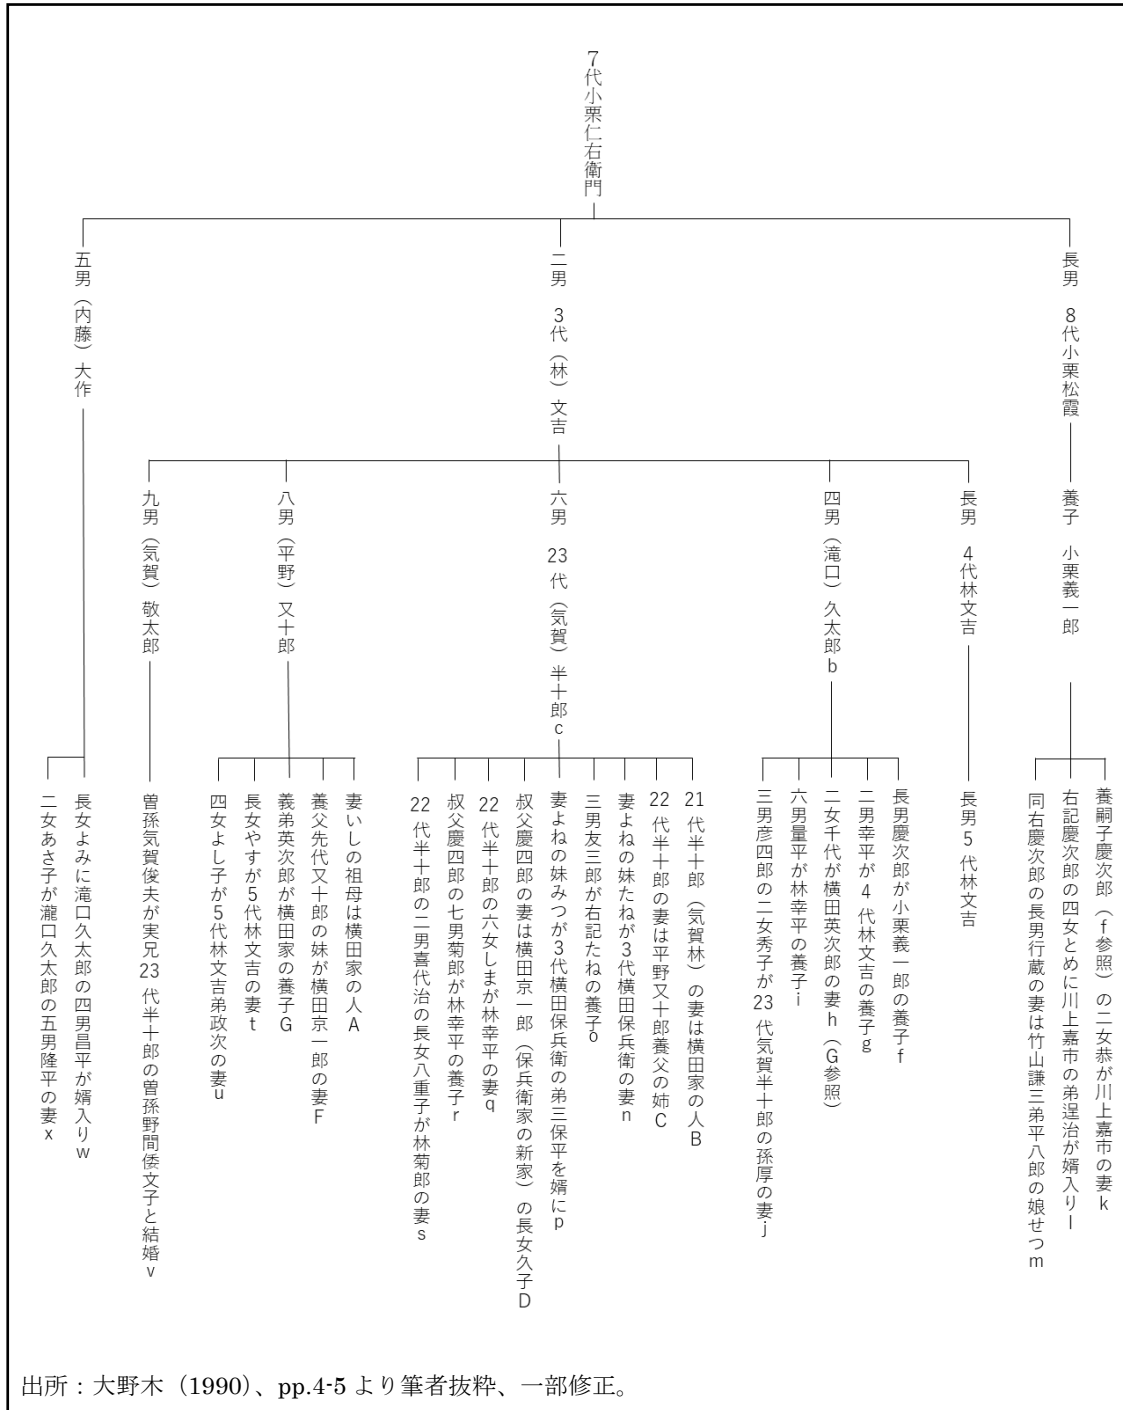 7代小栗仁右衛門
長男　8代小栗松霞
二男　3代（林）文吉
五男（内藤）大作
養子　小栗義一郎
長男　4代林文吉
四男（滝口）久太郎b
六男　23代（気賀）半十郎c
八男（平野）又十郎
九男（気賀）敬太郎
養嗣子慶次郎（f参照）の二女恭が川上嘉市の妻k
右記慶次郎の四女とめに川上嘉市の弟逞治が婿入りl
同右慶次郎の長男行蔵の妻は竹山謙三弟平八郎の娘せつm
長男5代林文吉
長男慶次郎が小栗義一郎の養子f
二男幸平が4代林文吉の養子g
二女千代が横田英次郎の妻h（G参照）
六男量平が林幸平の養子i
三男彦四郎の二女秀子が23代気賀半十郎の孫厚の妻j
21代半十郎（気賀林）の妻は横田家の人B
22代半十郎の妻は平野又十郎養父の姉C
妻よねの妹たねが3代横田保兵衛の妻n
三男友三郎が右記たねの養子o
妻よねの妹みつが3代横田保兵衛の弟三保平を婿にp
叔父慶四郎の妻は横田京一郎（保兵衛家の新家）の長女久子D
22代半十郎の六女しまが林幸平の妻q
叔父慶四郎の七男菊郎が林幸平の養子r
22代半十郎の二男喜代治の長女八重子が林菊郎の妻s
妻いしの祖母は横田家の人A
養父先代又十郎の妹が横田京一郎の妻F
義弟英次郎が横田家の養子G
長女やすが5代林文吉の妻t
四女よし子が5代林文吉弟政次の妻u
曽孫気賀俊夫が実兄23代半十郎の曽孫野間倭文子と結婚v
長女よみに滝口久太郎の四男昌平が婿入りw
二女あさ子が瀧口久太郎の五男隆平の妻x
出所：大野木（1990）、pp.4-5より筆者抜粋、一部修正。